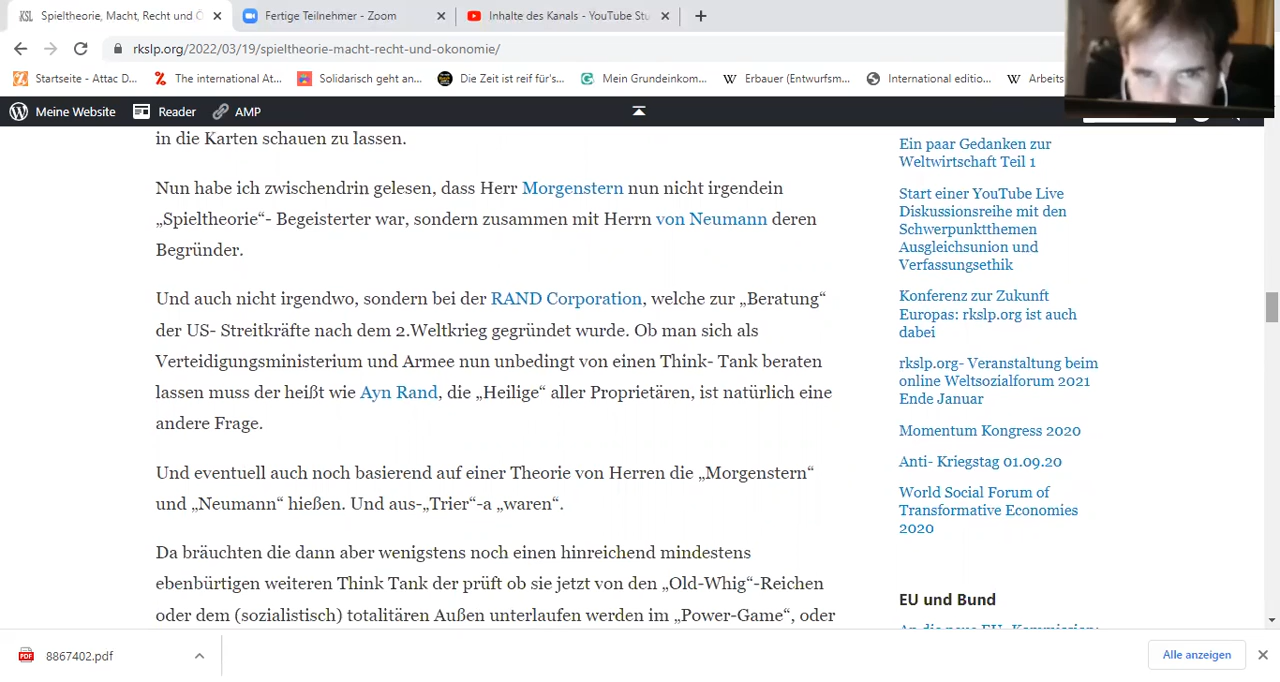 Spieltheorie, Macht, Recht und Ö
Fertige Teilnehmer - Zoom
Inhalte des Kanals - YouTube Stu
rkslp.org/2022/03/19/spieltheorie-macht-recht-und-okonomie/
Startseite - Attac D...
The international At...
Solidarisch geht an...
Die Zeit ist reif für's...
Mein Grundeinkom...
Erbauer (Entwurfsm...
International editio...
Arbeits
Meine Website
Reader
AMP
in die Karten schauen zu lassen.
Nun habe ich zwischendrin gelesen, dass Herr Morgenstern nun nicht irgendein
„Spieltheorie“- Begeisterter war, sondern zusammen mit Herrn von Neumann deren
Begründer.
Und auch nicht irgendwo, sondern bei der RAND Corporation, welche zur „Beratung“
der US- Streitkräfte nach dem 2.Weltkrieg gegründet wurde. Ob man sich als
Verteidigungsministerium und Armee nun unbedingt von einen Think- Tank beraten
lassen muss der heißt wie Ayn Rand, die „Heilige“ aller Proprietären, ist natürlich eine
andere Frage.
Und eventuell auch noch basierend auf einer Theorie von Herren die „Morgenstern“
und „Neumann“ hießen. Und aus-„Trier“-a „waren“.
Da bräuchten die dann aber wenigstens noch einen hinreichend mindestens
ebenbürtigen weiteren Think Tank der prüft ob sie jetzt von den „Old-Whig“-Reichen
oder dem (sozialistisch) totalitären Außen unterlaufen werden im „Power-Game“, oder
Ein paar Gedanken zur
Weltwirtschaft Teil 1
Start einer YouTube Live
Diskussionsreihe mit den
Schwerpunktthemen
Ausgleichsunion und
Verfassungsethik
Konferenz zur Zukunft
Europas: rkslp.org ist auch
dabei
rkslp.org- Veranstaltung beim
online Weltsozialforum 2021
Ende Januar
Momentum Kongress 2020
Anti- Kriegstag 01.09.20
World Social Forum of
Transformative Economies
2020
EU und Bund
An die neue EU- Kommission:
8867402.pdf
Alle anzeigen